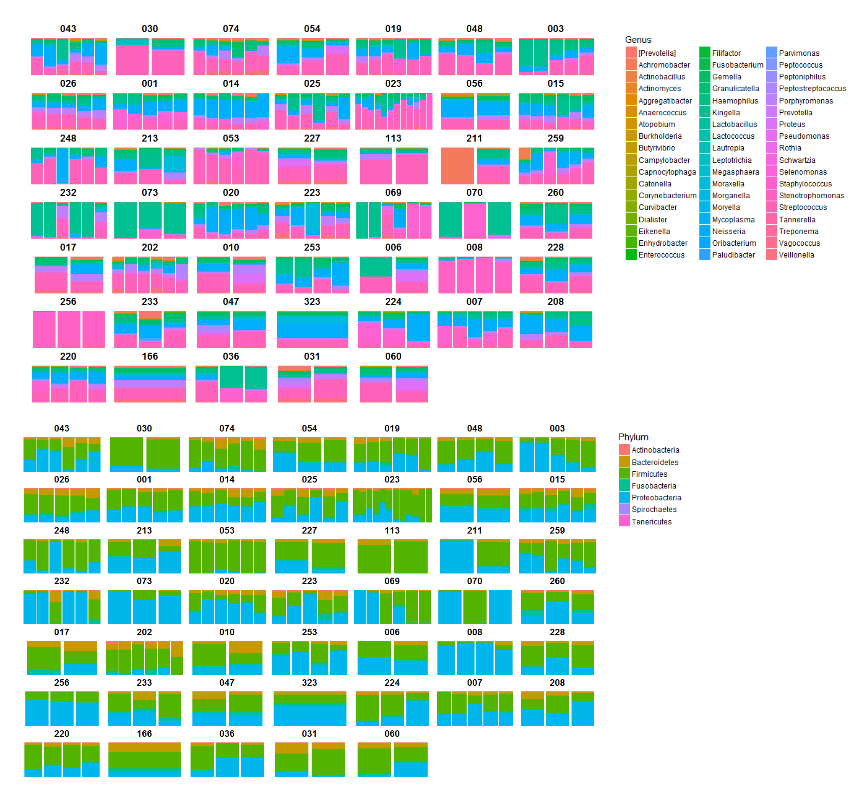 043 030 074 054 019 048 003
026 001 014 025 023 056 015
248 213 053 227 113 211 259
232 073 020 223 069 070 260
017 202 010 253 006 008 228
256 233 047 323 224 007 208
220 166 036 031 060
Genus
[Prevotella] Filifactor Parvimonas
Achromobacter Fusobacterium Peptococcus
Actinobacillus Gemella Peptoniphilus
Actinomyces Granulicatella Peptostreptococcus
Aggregatibacter Haemophilus Porphyromonas
Anaerococcus Kingella Prevotella
Atopobium Lactobacillus Proteus
Burkholderia Lactococcus Pseudomonas
Butyrivibrio Lautropia Rothia
Campylobacter Leptotrichia Schwartzia
Capnocytophaga Megasphaera Selenomonas
Catonella Moraxella Staphylococcus
Corynebacterium Morganella Stenotrophomonas
Curvibacter Moryella Streptococcus
Dialister Mycoplasma Tannerella
Eikenella Neisseria Treponema
Enhydrobacter Oribacterium Vagococcus
Enterococcus Paludibacter Veillonella
043 030 074 054 019 048 003
026 001 014 025 023 056 015
248 213 053 227 113 211 259
232 073 020 223 069 070 260
017 202 010 253 006 008 228
256 233 047 323 224 007 208
220 166 036 031 060
Phylum
Actinobacteria
Bacteroidetes
Firmicutes
Fusobacteria
Proteobacteria
Spirochaetes
Tenericutes